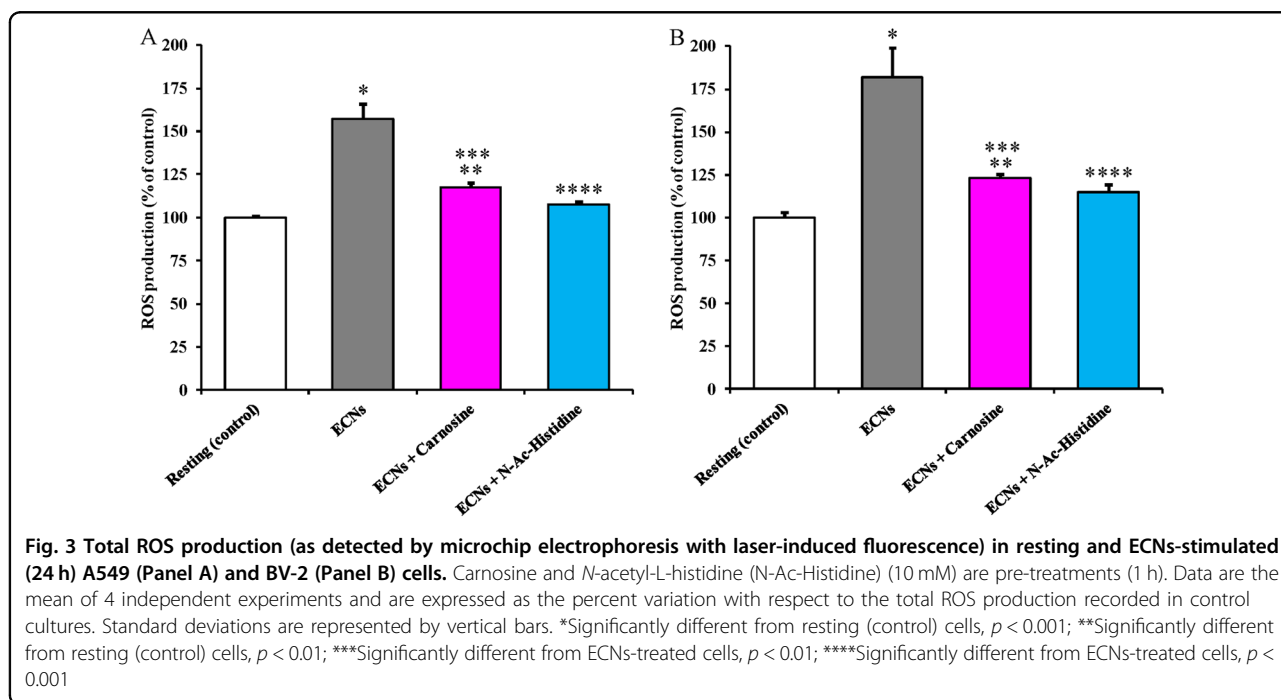 A
200
175
150
125
100
75
50
25
0
ROS production (% of control)
*
***
**
****
Resting (control)
ECNs
ECNs + Carnosine
ECNs + N-Ac-Histidine
B
200
175
150
125
100
75
50
25
0
ROS production (% of control)
*
***
**
****
Resting (control)
ECNs
ECNs + Carnosine
ECNs + N-Ac-Histidine
Fig. 3 Total ROS production (as detected by microchip electrophoresis with laser-induced fluorescence) in resting and ECNs-stimulated
(24 h) A549 (Panel A) and BV-2 (Panel B) cells. Carnosine and N-acetyl-L-histidine (N-Ac-Histidine) (10 mM) are pre-treatments (1 h). Data are the
mean of 4 independent experiments and are expressed as the percent variation with respect to the total ROS production recorded in control
cultures. Standard deviations are represented by vertical bars. *Significantly different from resting (control) cells, p < 0.001; **Significantly different
from resting (control) cells, p < 0.01; ***Significantly different from ECNs-treated cells, p < 0.01; ****Significantly different from ECNs-treated cells, p <
0.001